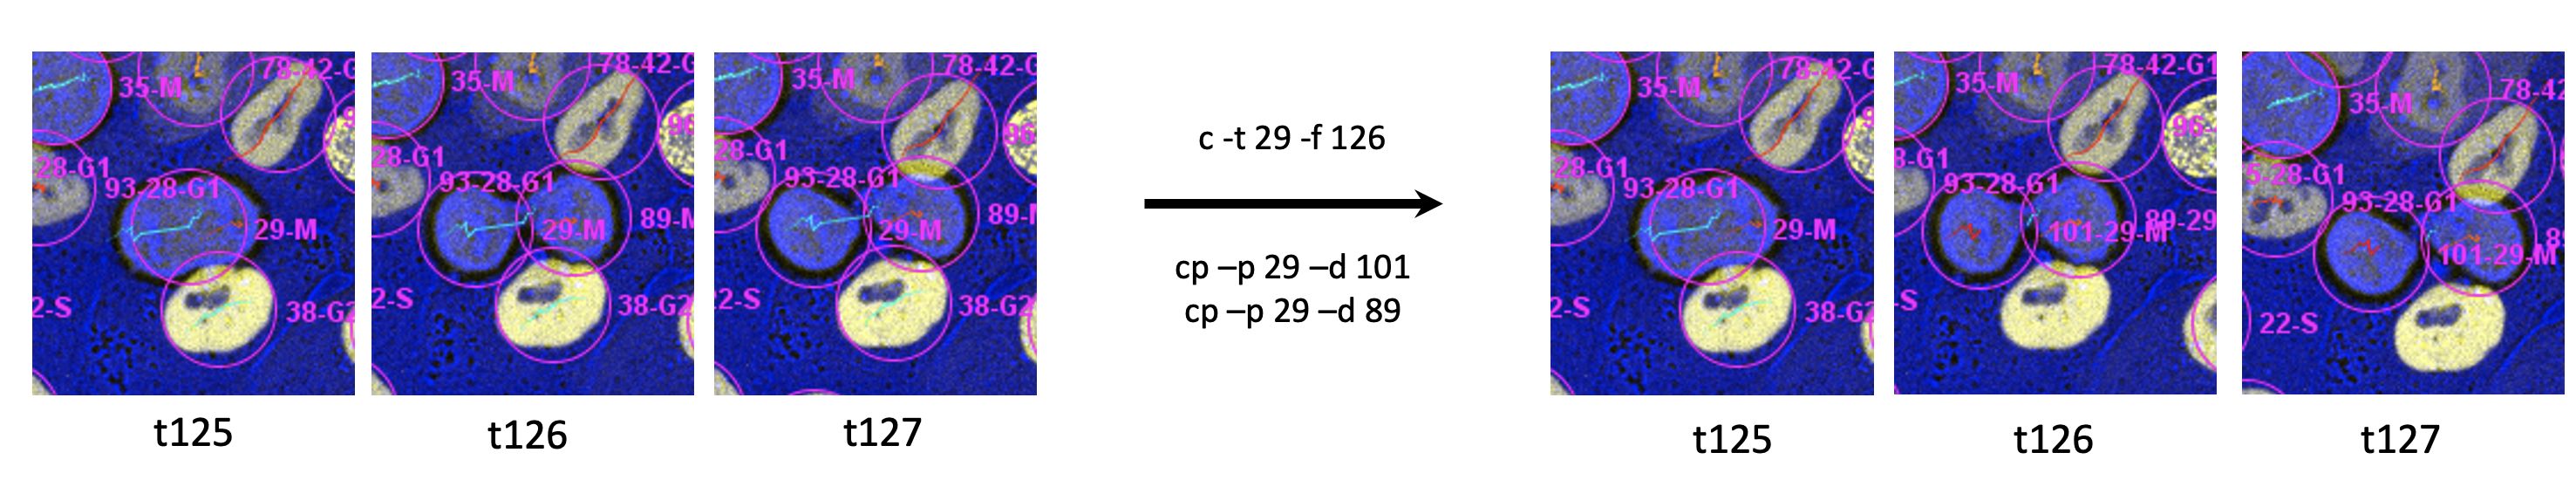 35-M
78-42-G
28-G1
93-28-G1
29-M
2-S
38-G2
t125
35-M
78-42-G
28-G1
93-28-G1
29-M
89-M
2-S
38-G2
t126
35-M
78-42-G
28-G1
93-28-G1
29-M
89-M
2-S
38-G2
t127
c -t 29 -f 126
cp –p 29 –d 101
cp –p 29 –d 89
35-M
78-42-G
28-G1
93-28-G1
29-M
2-S
38-G2
t125
35-M
78-42-G1
96-
8-G1
93-28-G1
101-29-M
89-29
-S
t126
35-M
78-42
5-28-G1
93-28-G1
101-29-M
22-S
t127